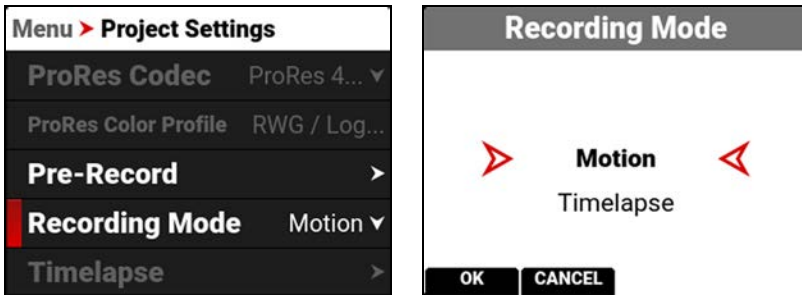 Menu > Project Settings
ProRes Codec ProRes 4...
ProRes Color Profile RWG / Log...
Pre-Record >
Recording Mode Motion
Timelapse >
Recording Mode
Motion
Timelapse
OK CANCEL